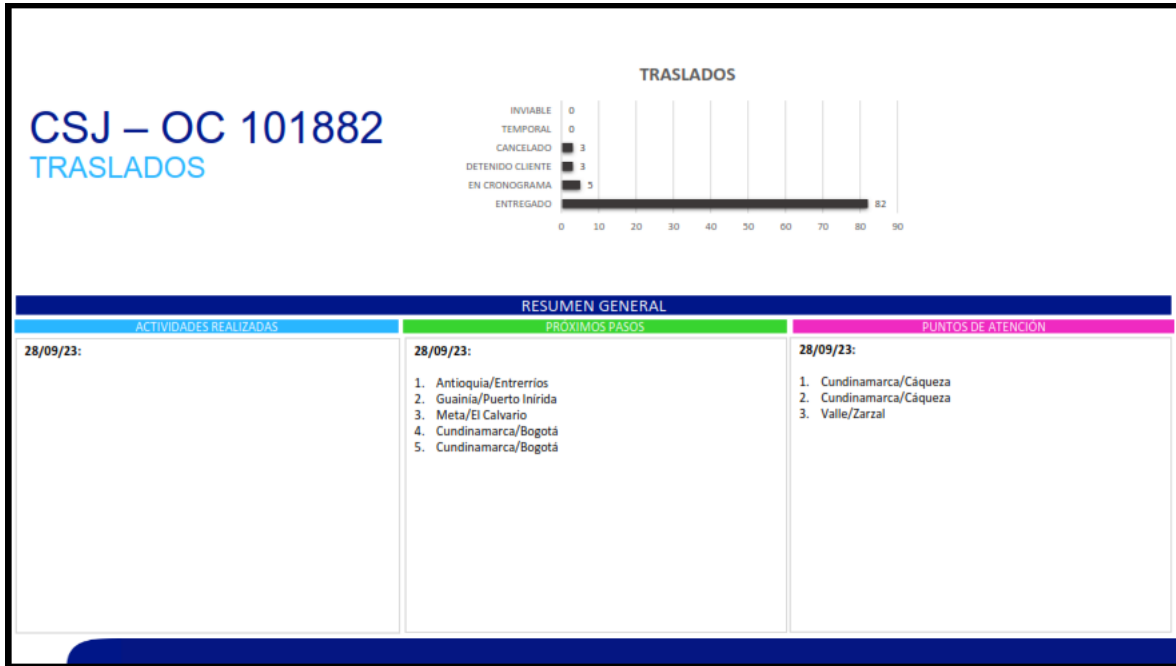 CSJ – OC 101882
TRASLADOS
TRASLADOS
INVIABLE 0
TEMPORAL 0
CANCELADO 3
DETENIDO CLIENTE 3
EN CRONOGRAMA 5
ENTREGADO 82
0 10 20 30 40 50 60 70 80 90
RESUMEN GENERAL
ACTIVIDADES REALIZADAS
28/09/23:
PRÓXIMOS PASOS
28/09/23:
1. Antioquia/Entrerríos
2. Guainía/Puerto Inírida
3. Meta/El Calvario
4. Cundinamarca/Bogotá
5. Cundinamarca/Bogotá
PUNTOS DE ATENCIÓN
28/09/23:
1. Cundinamarca/Cáqueza
2. Cundinamarca/Cáqueza
3. Valle/Zarzal